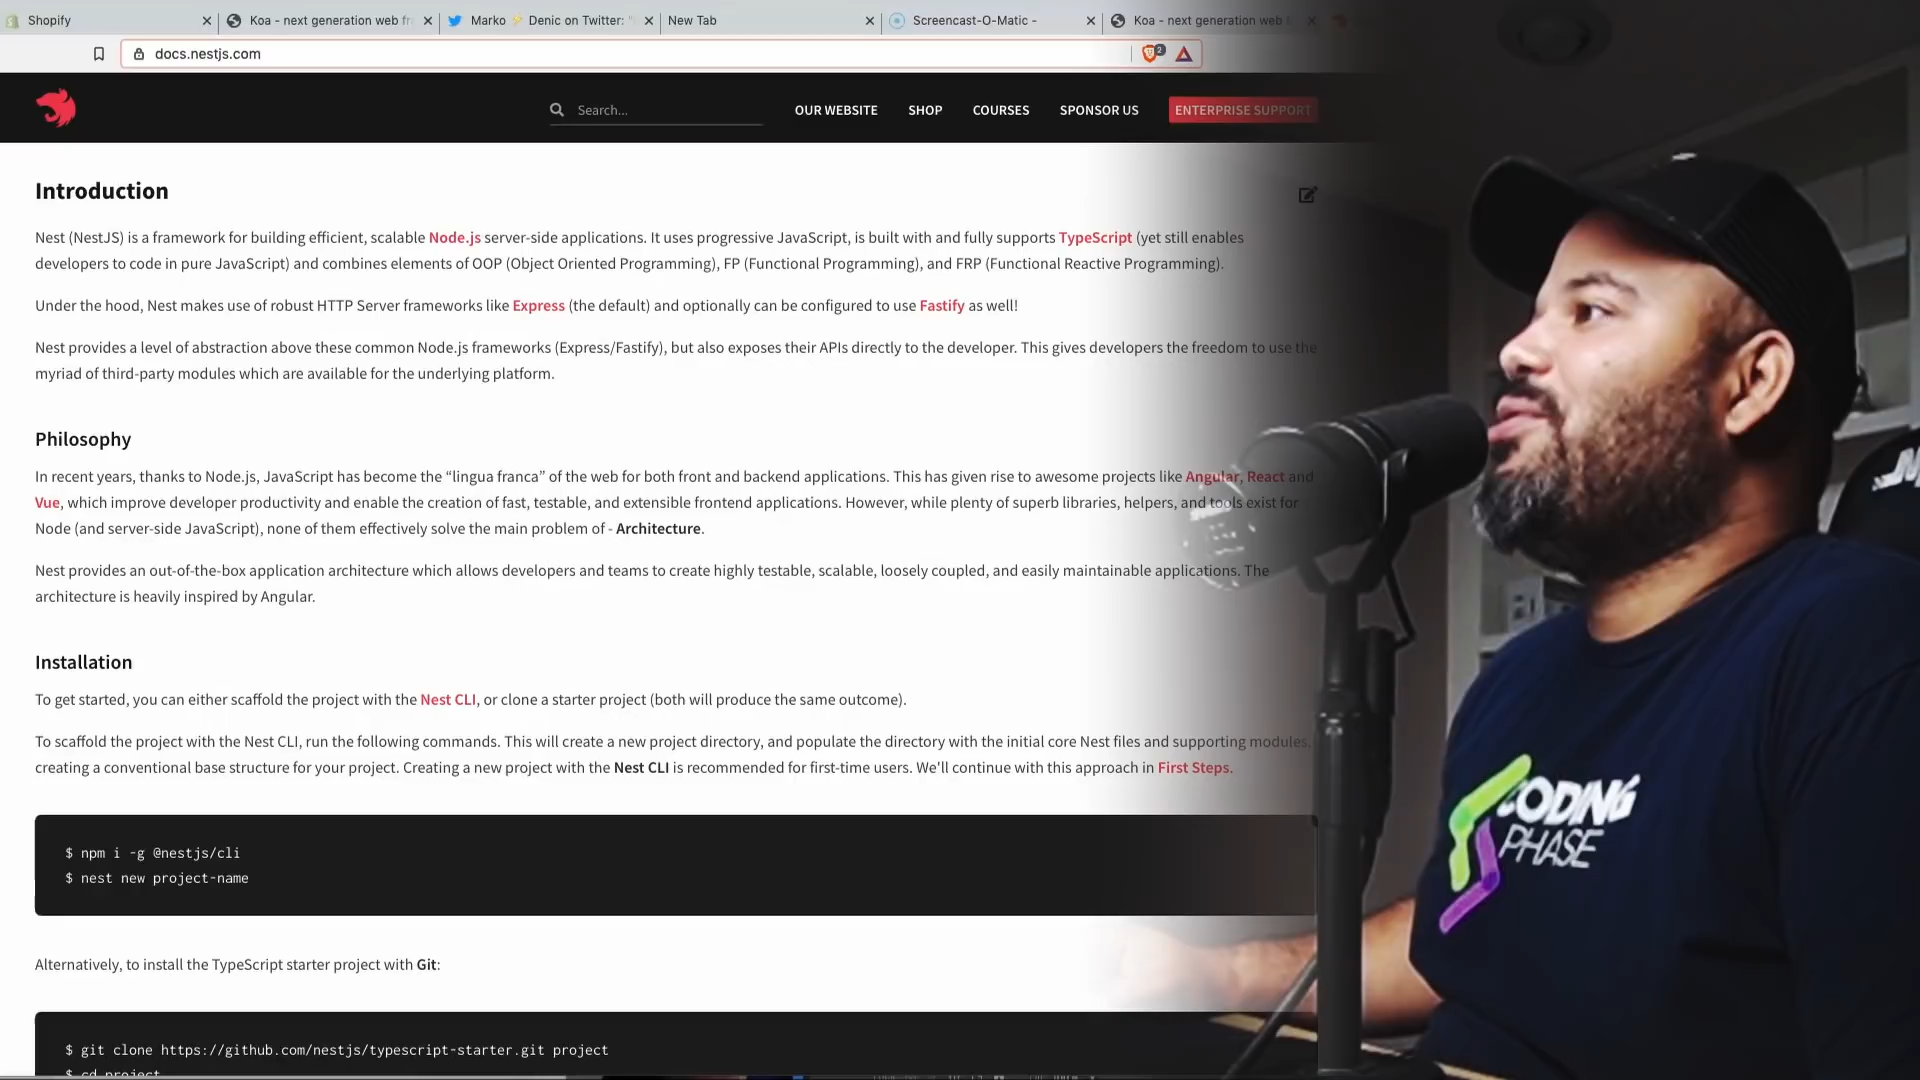 Shopify
Koa - next generation web fr
Marko ⚡ Denic on Twitter: "
New Tab
Screencast-O-Matic -
Koa - next generation web
docs.nestjs.com
2
Search...
OUR WEBSITE
SHOP
COURSES
SPONSOR US
ENTERPRISE SUPPORT
Introduction
Nest (NestJS) is a framework for building efficient, scalable Node.js server-side applications. It uses progressive JavaScript, is built with and fully supports TypeScript (yet still enables
developers to code in pure JavaScript) and combines elements of OOP (Object Oriented Programming), FP (Functional Programming), and FRP (Functional Reactive Programming).
Under the hood, Nest makes use of robust HTTP Server frameworks like Express (the default) and optionally can be configured to use Fastify as well!
Nest provides a level of abstraction above these common Node.js frameworks (Express/Fastify), but also exposes their APIs directly to the developer. This gives developers the freedom to use the
myriad of third-party modules which are available for the underlying platform.
Philosophy
In recent years, thanks to Node.js, JavaScript has become the “lingua franca” of the web for both front and backend applications. This has given rise to awesome projects like Angular, React and
Vue, which improve developer productivity and enable the creation of fast, testable, and extensible frontend applications. However, while plenty of superb libraries, helpers, and tools exist for
Node (and server-side JavaScript), none of them effectively solve the main problem of - Architecture.
Nest provides an out-of-the-box application architecture which allows developers and teams to create highly testable, scalable, loosely coupled, and easily maintainable applications. The
architecture is heavily inspired by Angular.
Installation
To get started, you can either scaffold the project with the Nest CLI, or clone a starter project (both will produce the same outcome).
To scaffold the project with the Nest CLI, run the following commands. This will create a new project directory, and populate the directory with the initial core Nest files and supporting modules,
creating a conventional base structure for your project. Creating a new project with the Nest CLI is recommended for first-time users. We'll continue with this approach in First Steps.
$ npm i -g @nestjs/cli
$ nest new project-name
Alternatively, to install the TypeScript starter project with Git:
$ git clone https://github.com/nestjs/typescript-starter.git project
$ cd project
CODING
PHASE